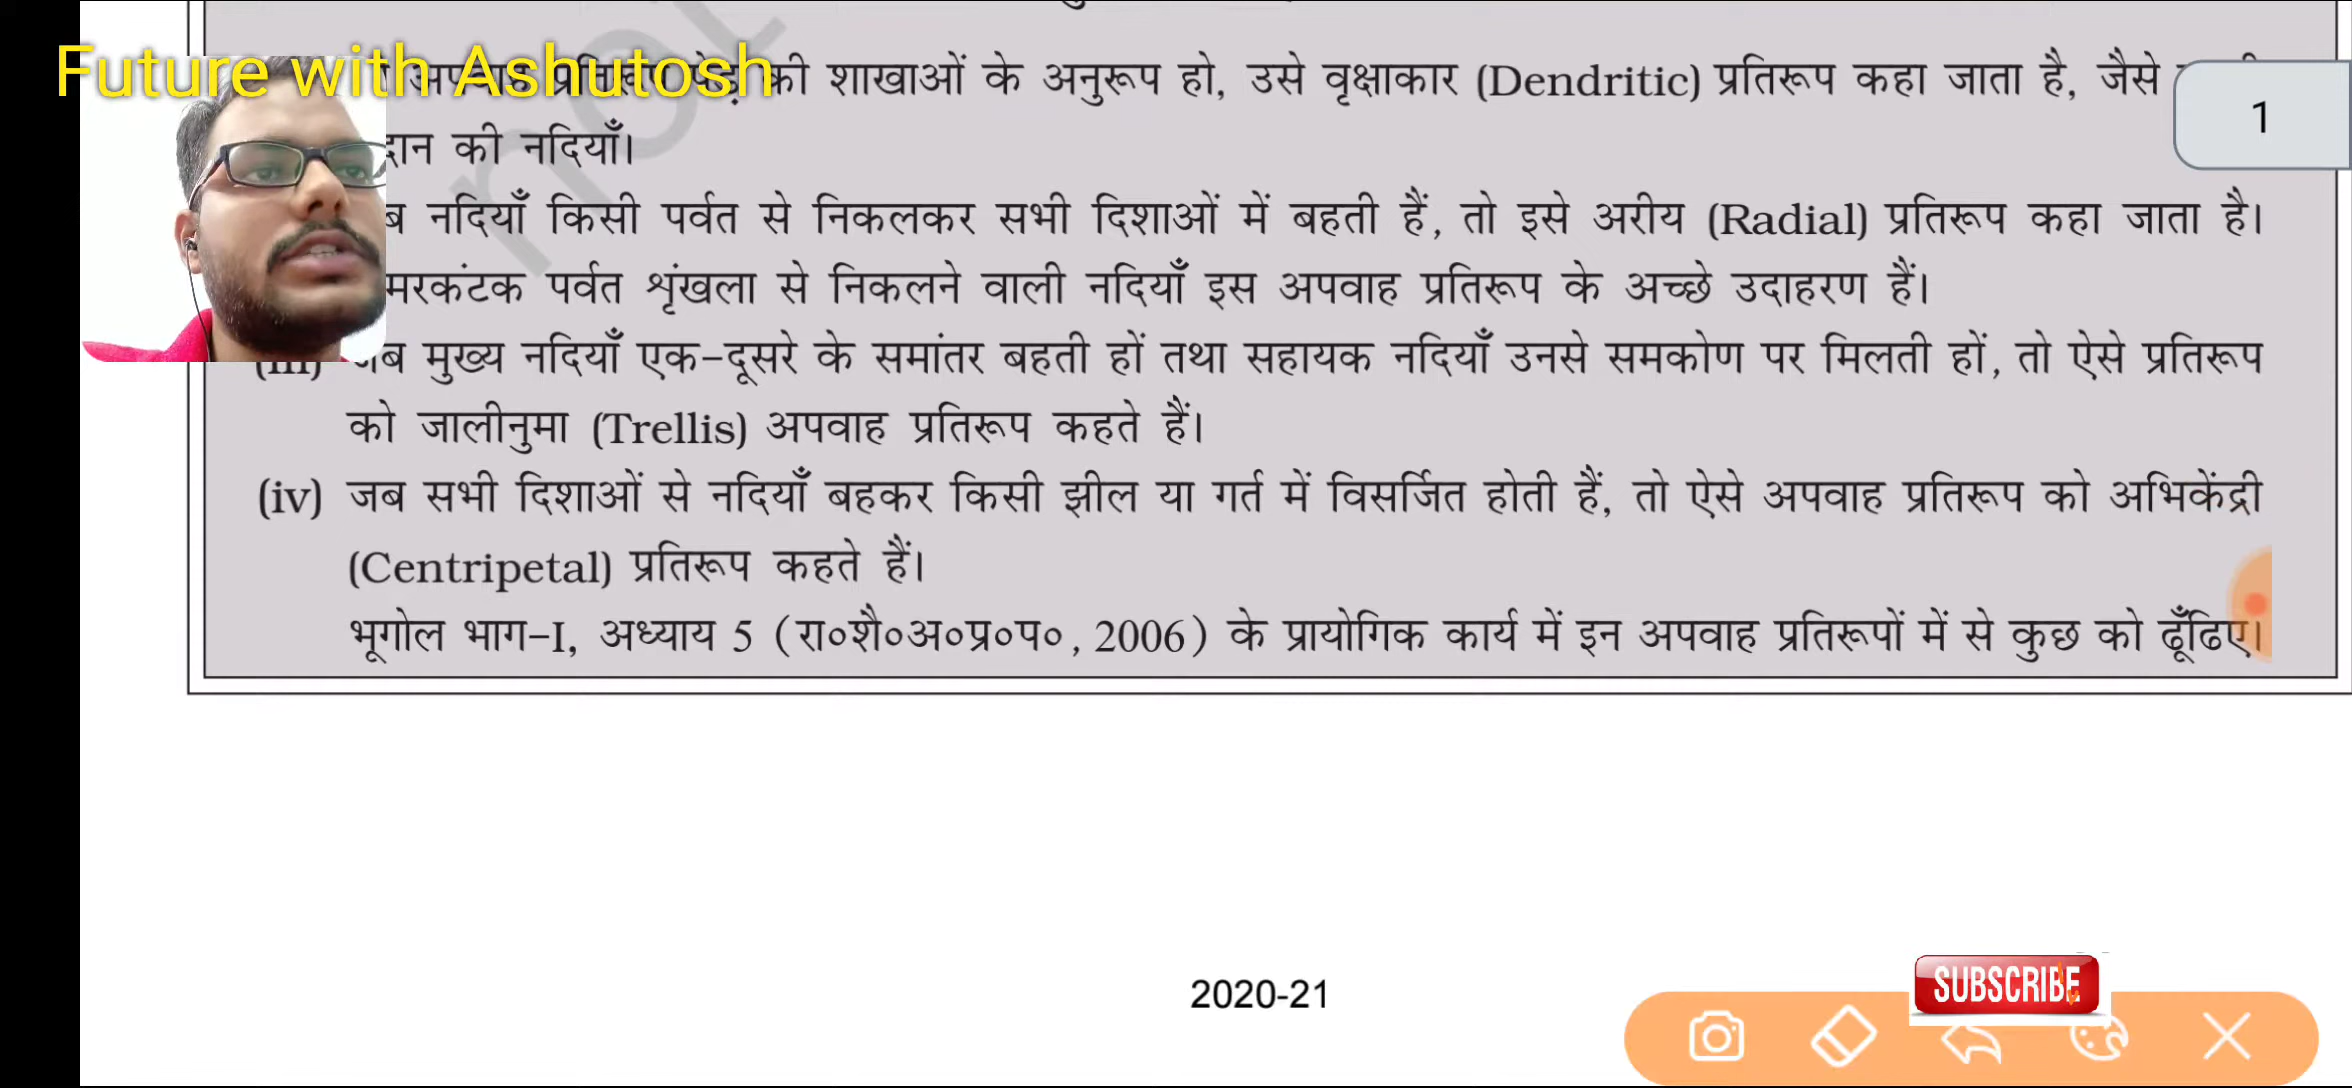 Future with Ashutosh
की शाखाओं के अनुरूप हो, उसे वृक्षाकार (Dendritic) प्रतिरूप कहा जाता है, जैसे
1
की नदियाँ।
नदियाँ किसी पर्वत से निकलकर सभी दिशाओं में बहती हैं, तो इसे अरीय (Radial) प्रतिरूप कहा जाता है।
पर्वत शृंखला से निकलने वाली नदियाँ इस अपवाह प्रतिरूप के अच्छे उदाहरण हैं।
मुख्य नदियाँ एक-दूसरे के समांतर बहती हों तथा सहायक नदियाँ उनसे समकोण पर मिलती हों, तो ऐसे प्रतिरूप
को जालीनुमा (Trellis) अपवाह प्रतिरूप कहते हैं।
(iv) जब सभी दिशाओं से नदियाँ बहकर किसी झील या गर्त में विसर्जित होती हैं, तो ऐसे अपवाह प्रतिरूप को अभिकेंद्री
(Centripetal) प्रतिरूप कहते हैं।
भूगोल भाग-I, अध्याय 5 (रा०शै०अ०प्र०प०, 2006) के प्रायोगिक कार्य में इन अपवाह प्रतिरूपों में से कुछ को ढूँढिए।
2020-21
SUBSCRIBE